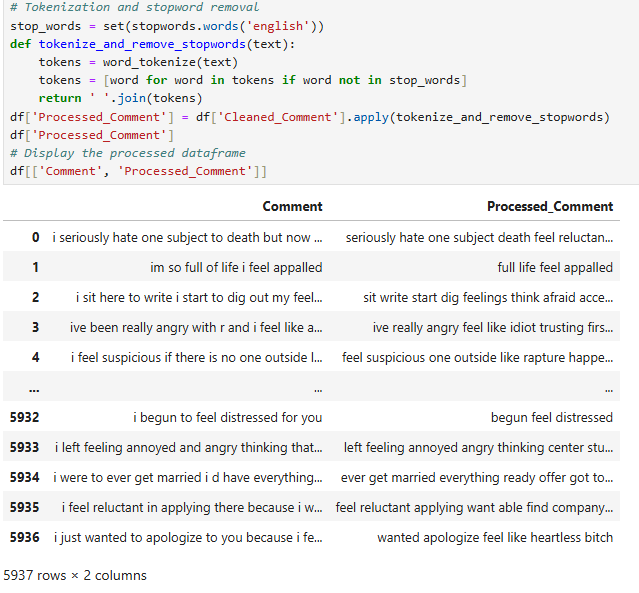 # Tokenization and stopword removal
stop_words = set(stopwords.words('english'))
def tokenize_and_remove_stopwords(text):
    tokens = word_tokenize(text)
    tokens = [word for word in tokens if word not in stop_words]
    return ' '.join(tokens)
df['Processed_Comment'] = df['Cleaned_Comment'].apply(tokenize_and_remove_stopwords)
df['Processed_Comment']
# Display the processed dataframe
df[['Comment', 'Processed_Comment']]
Comment Processed_Comment
0 i seriously hate one subject to death but now ... seriously hate one subject death feel reluctan...
1 im so full of life i feel appalled full life feel appalled
2 i sit here to write i start to dig out my feel... sit write start dig feelings think afraid acce...
3 ive been really angry with r and i feel like a... ive really angry feel like idiot trusting firs...
4 i feel suspicious if there is no one outside l... feel suspicious one outside like rapture happe...
... ... ...
5932 i begun to feel distressed for you begun feel distressed
5933 i left feeling annoyed and angry thinking that... left feeling annoyed angry thinking center stu...
5934 i were to ever get married i d have everything... ever get married everything ready offer got to...
5935 i feel reluctant in applying there because i w... feel reluctant applying want able find company...
5936 i just wanted to apologize to you because i fe... wanted apologize feel like heartless bitch
5937 rows × 2 columns